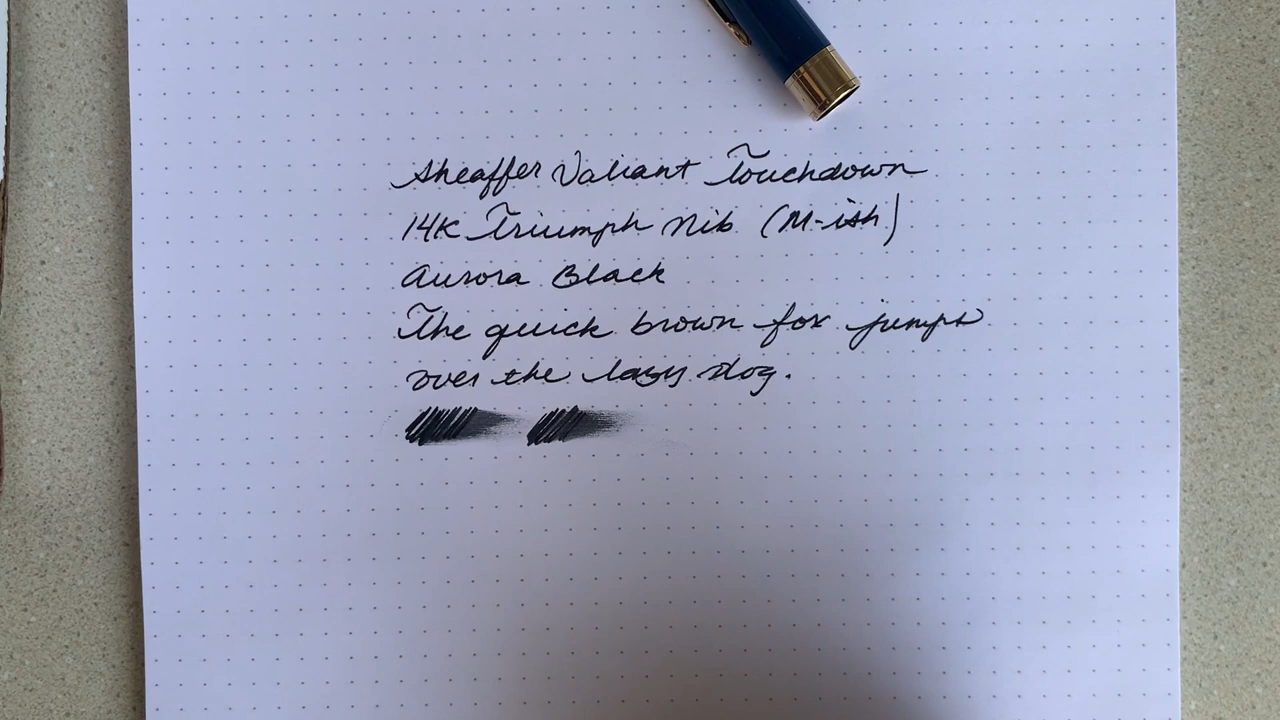 Sheaffer Valiant Touchdown
14K Triumph Nib (M-ish)
Aurora Black
The quick brown fox jumps
over the lazy dog.